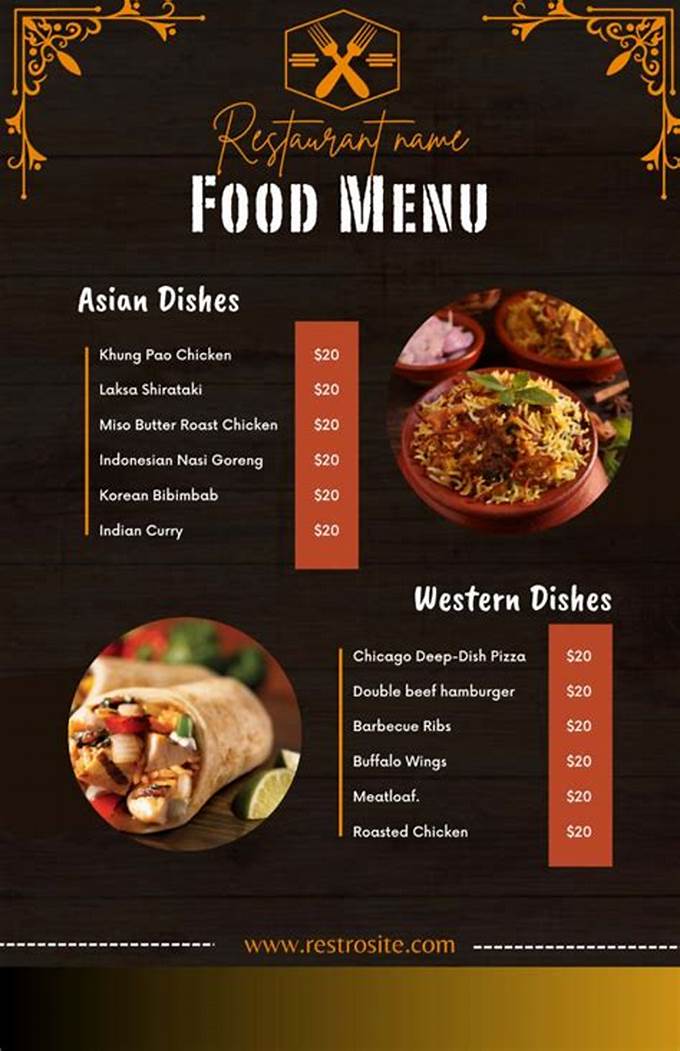 Restaurant name
Food Menu
Asian Dishes
Khung Pao Chicken $20
Laksa Shirataki $20
Miso Butter Roast Chicken $20
Indonesian Nasi Goreng $20
Korean Bibimbab $20
Indian Curry $20
Western Dishes
Chicago Deep-Dish Pizza $20
Double beef hamburger $20
Barbecue Ribs $20
Buffalo Wings $20
Meatloaf. $20
Roasted Chicken $20
www.restrosite.com